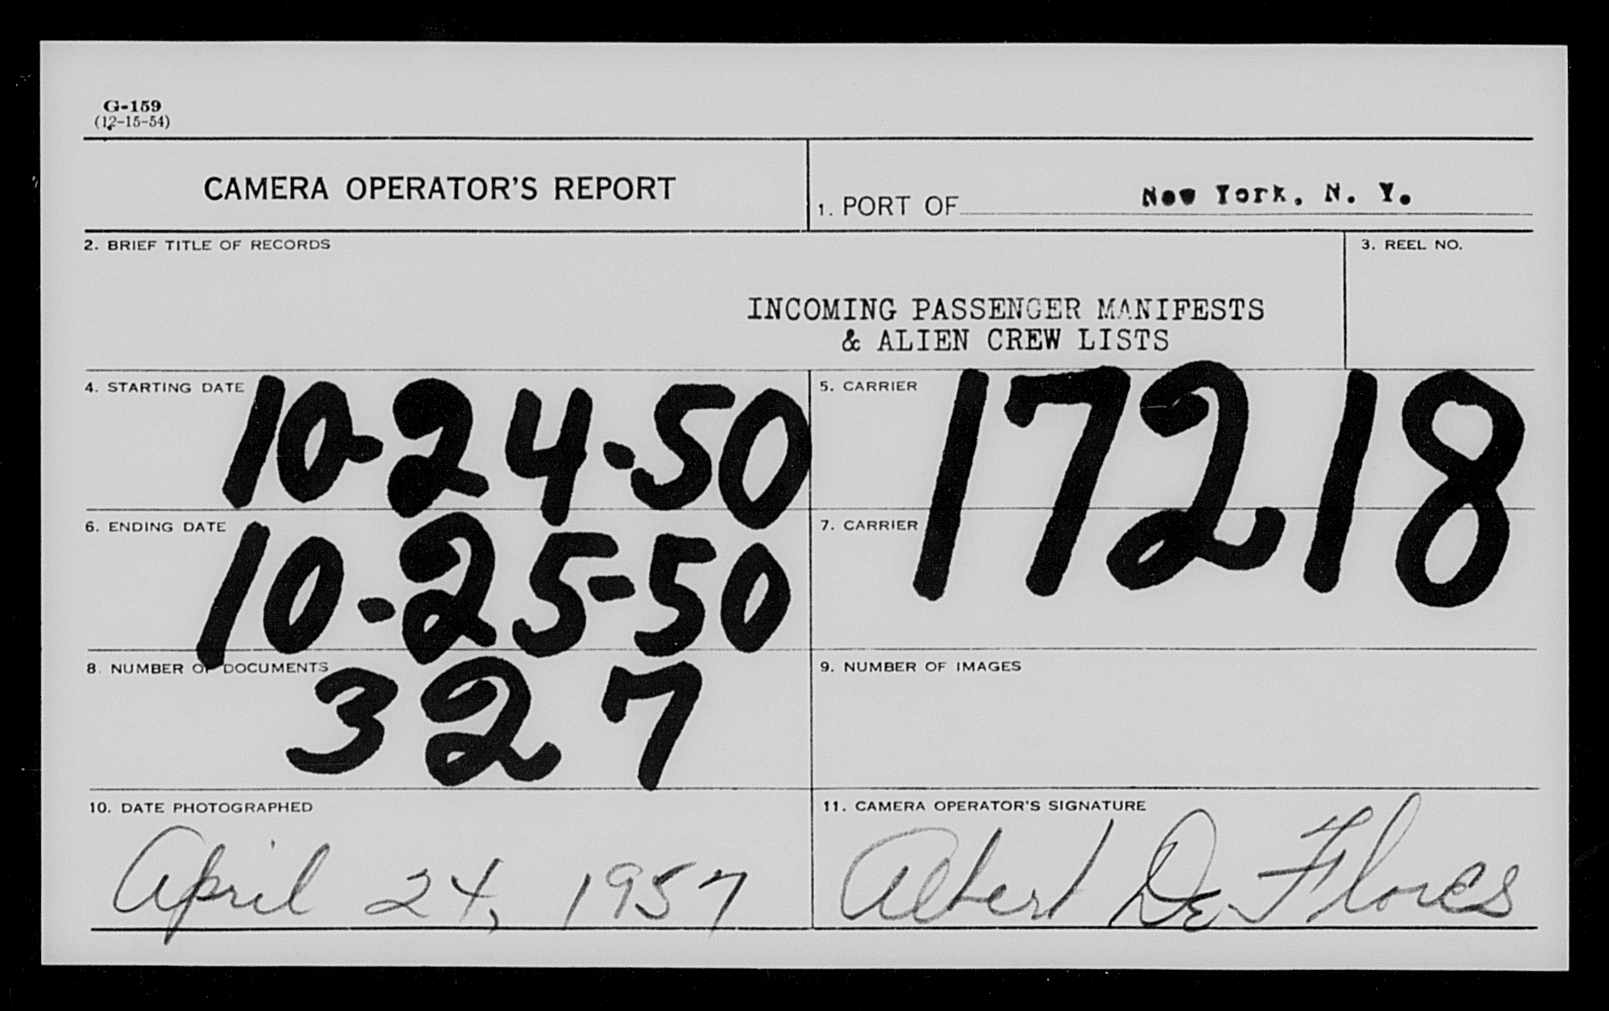 G-159
(12-15-54)
CAMERA OPERATOR'S REPORT
1. PORT OF New York, N. Y.
2. BRIEF TITLE OF RECORDS
INCOMING PASSENGER MANIFESTS
& ALIEN CREW LISTS
3. REEL NO.
4. STARTING DATE
10-24-50
5. CARRIER
17218
6. ENDING DATE
10-25-50
7. CARRIER
8. NUMBER OF DOCUMENTS
327
9. NUMBER OF IMAGES
10. DATE PHOTOGRAPHED
April 24, 1957
11. CAMERA OPERATOR'S SIGNATURE
Albert De Flores